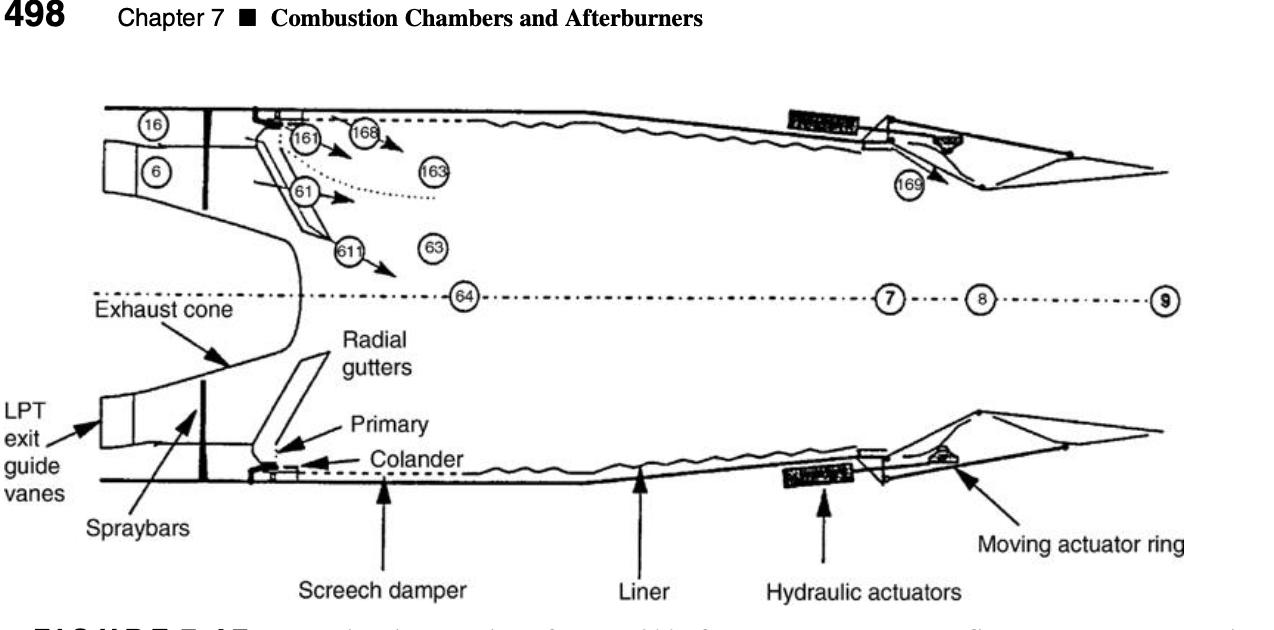 498 Chapter 7 ■ Combustion Chambers and Afterburners
16
161
168
6
163
169
61
611
63
64
7
8
9
Exhaust cone
Radial
gutters
LPT
exit
guide
vanes
Primary
Colander
Spraybars
Moving actuator ring
Screech damper
Liner
Hydraulic actuators